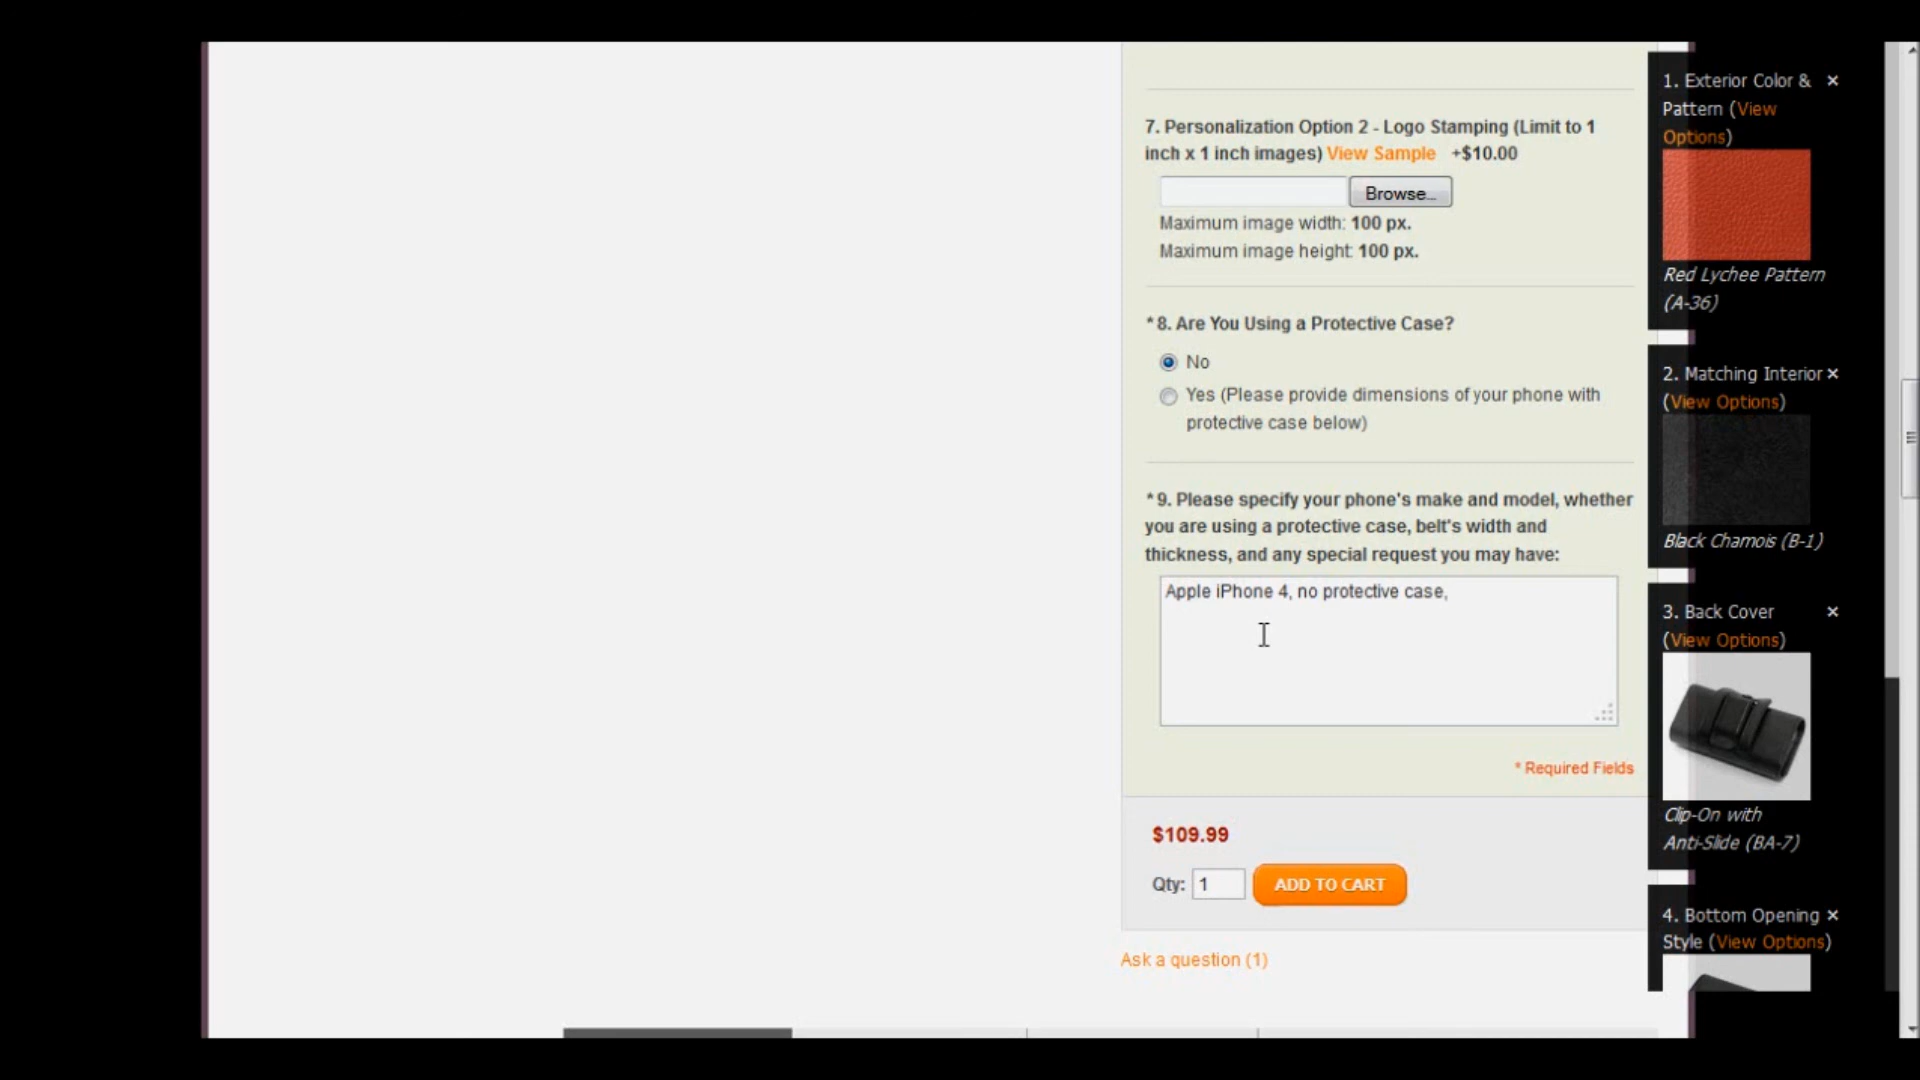 7. Personalization Option 2 - Logo Stamping (Limit to 1
inch x 1 inch images) View Sample +$10.00
Browse...
Maximum image width: 100 px.
Maximum image height: 100 px.
* 8. Are You Using a Protective Case?
No
Yes (Please provide dimensions of your phone with
protective case below)
* 9. Please specify your phone's make and model, whether
you are using a protective case, belt's width and
thickness, and any special request you may have:
Apple iPhone 4, no protective case,
* Required Fields
$109.99
Qty: 1 ADD TO CART
Ask a question (1)
1. Exterior Color & ×
Pattern (View
Options)
Red Lychee Pattern
(A-36)
2. Matching Interior ×
(View Options)
Black Chamois (B-1)
3. Back Cover ×
(View Options)
Clip-On with
Anti-Slide (BA-7)
4. Bottom Opening ×
Style (View Options)